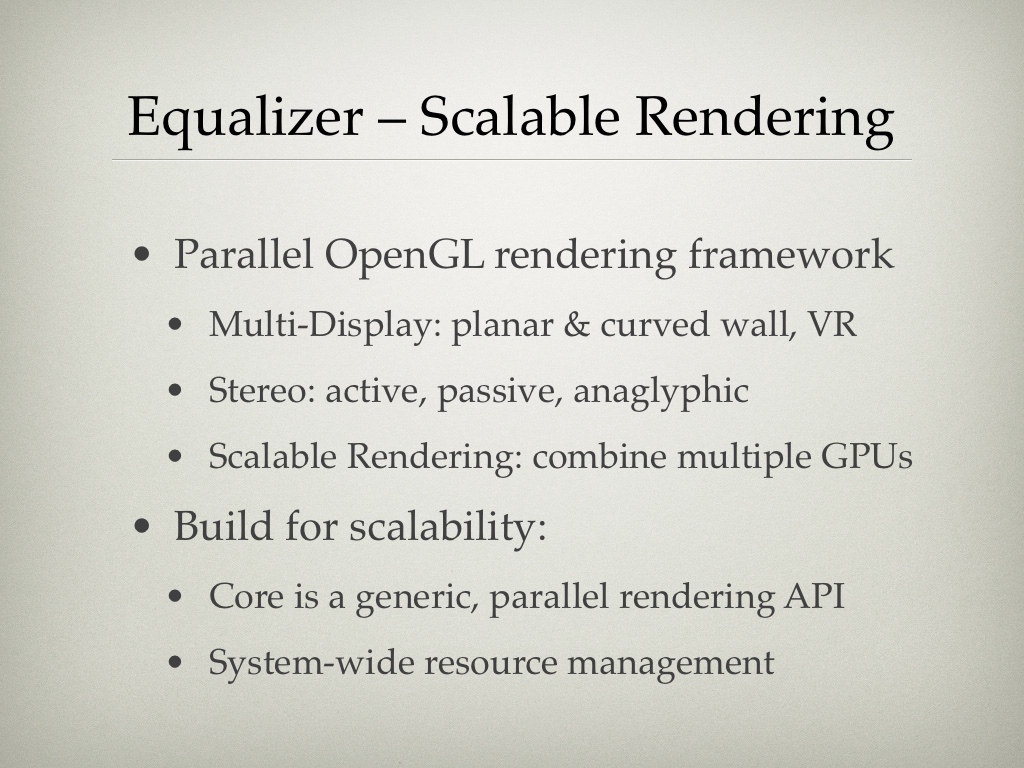 Equalizer – Scalable Rendering
• Parallel OpenGL rendering framework
• Multi-Display: planar & curved wall, VR
• Stereo: active, passive, anaglyphic
• Scalable Rendering: combine multiple GPUs
• Build for scalability:
• Core is a generic, parallel rendering API
• System-wide resource management